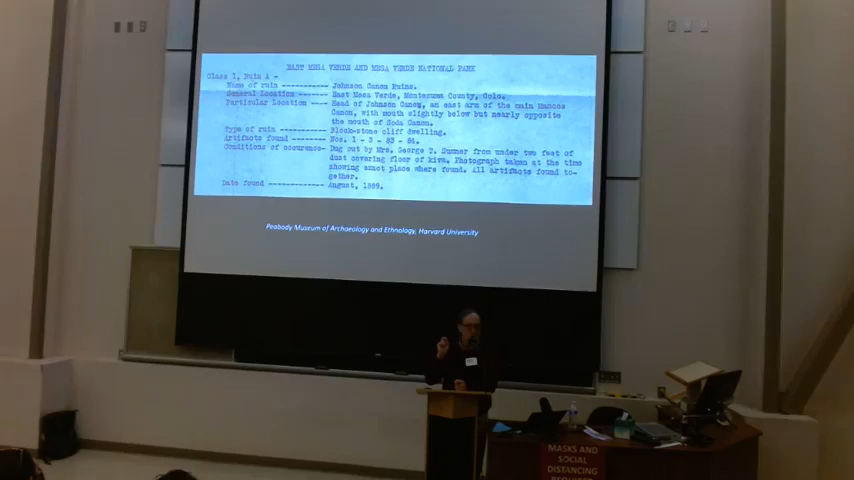 EAST MESA VERDE AND MESA VERDE NATIONAL PARK
Class I, Ruin A -
Name of ruin ----------- Johnson Canon Ruins.
General Location ------- East Mesa Verde, Montezuma County, Colo.
Particular Location ---- Head of Johnson Canon, an east arm of the main Mancos
Canon, with mouth slightly below but nearly opposite
the mouth of Soda Canon.
Type of ruin ----------- Block-stone cliff dwelling.
Artifacts found -------- Nos. 1 - 2 - 83 - 84.
Conditions of occurence- Dug out by Mrs. George T. Sumner from under two feet of
dust covering floor of kiva. Photograph taken at the time
showing exact place where found. All artifacts found to-
gether.
Date found ------------- August, 1889.
Peabody Museum of Archaeology and Ethnology, Harvard University
MASKS AND
SOCIAL
DISTANCING
REQUIRED